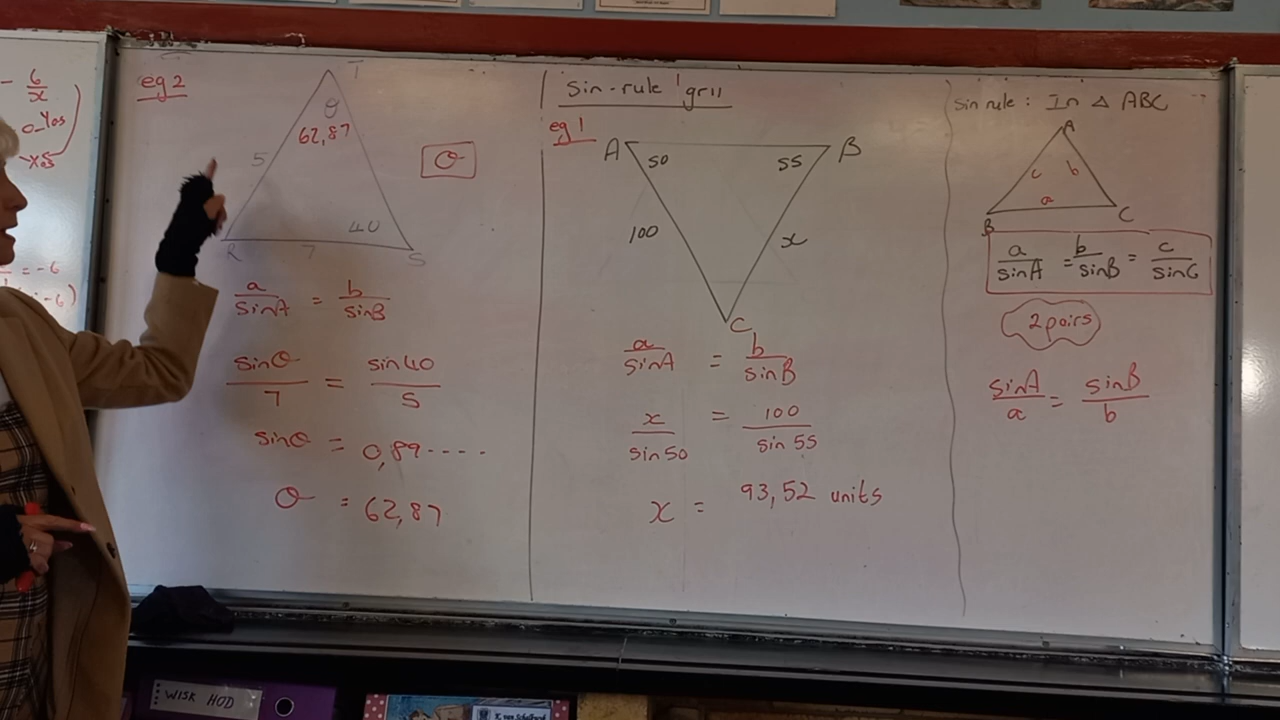 - 6/x
0-Yos
= -6
eg 2
T
θ
62,87
5
θ
40
R
7
S
a/sinA = b/sinB
sinθ/7 = sin40/5
sinθ = 0,89----
θ = 62,87
Sin-rule gr11
eg 1
A
50
55
B
100
x
C
a/sinA = b/sinB
x/sin50 = 100/sin55
x = 93,52 units
sin rule: In Δ ABC
A
c
b
a
B
C
a/sinA = b/sinB = c/sinC
2 pairs
sinA/a = sinB/b
WISK HOD